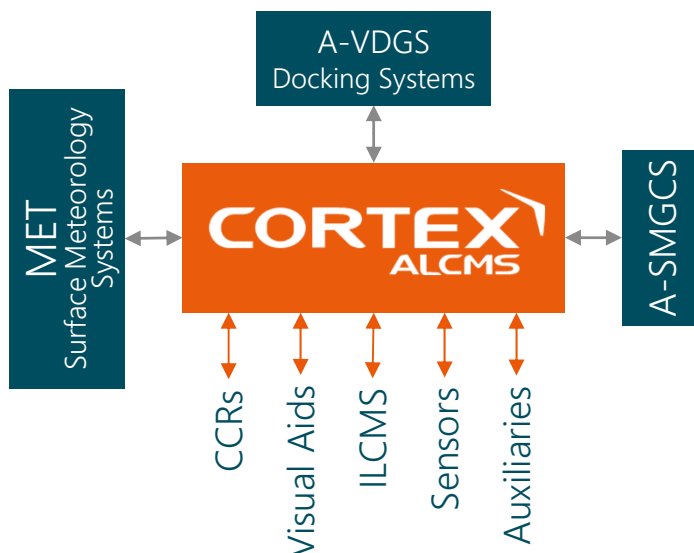 A-VDGS
Docking Systems
MET
Surface Meteorology
Systems
CORTEX
ALCMS
A-SMGCS
CCRs
Visual Aids
ILCMS
Sensors
Auxiliaries